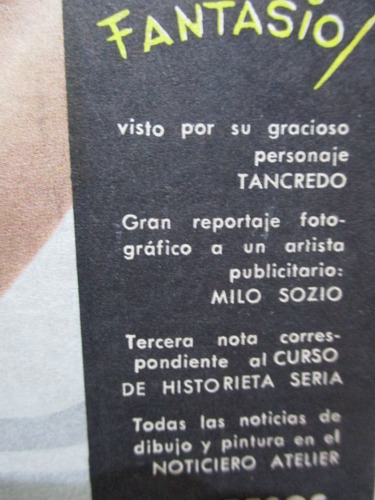 FANTASIO
visto por su gracioso
personaje
TANCREDO
Gran reportaje foto-
gráfico a un artista
publicitario:
MILO SOZIO
Tercera nota corres-
pondiente al CURSO
DE HISTORIETA SERIA
Todas las noticias de
dibujo y pintura en el
NOTICIERO ATELIER